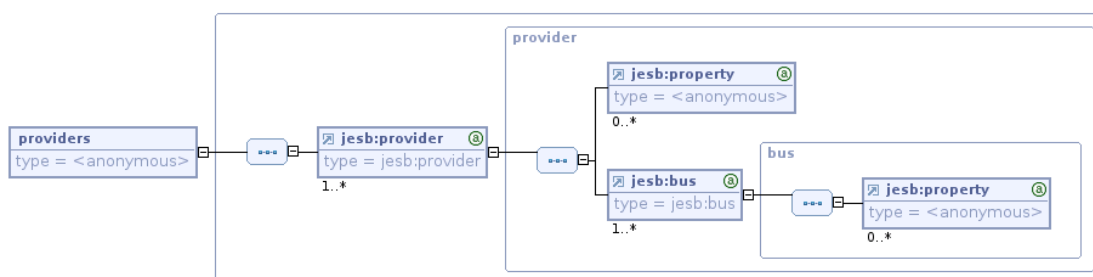 provider
jesb:property
a
type = <anonymous>
0..*
providers
type = <anonymous>
jesb:provider
a
type = jesb:provider
1..*
bus
jesb:bus
a
type = jesb:bus
1..*
jesb:property
a
type = <anonymous>
0..*